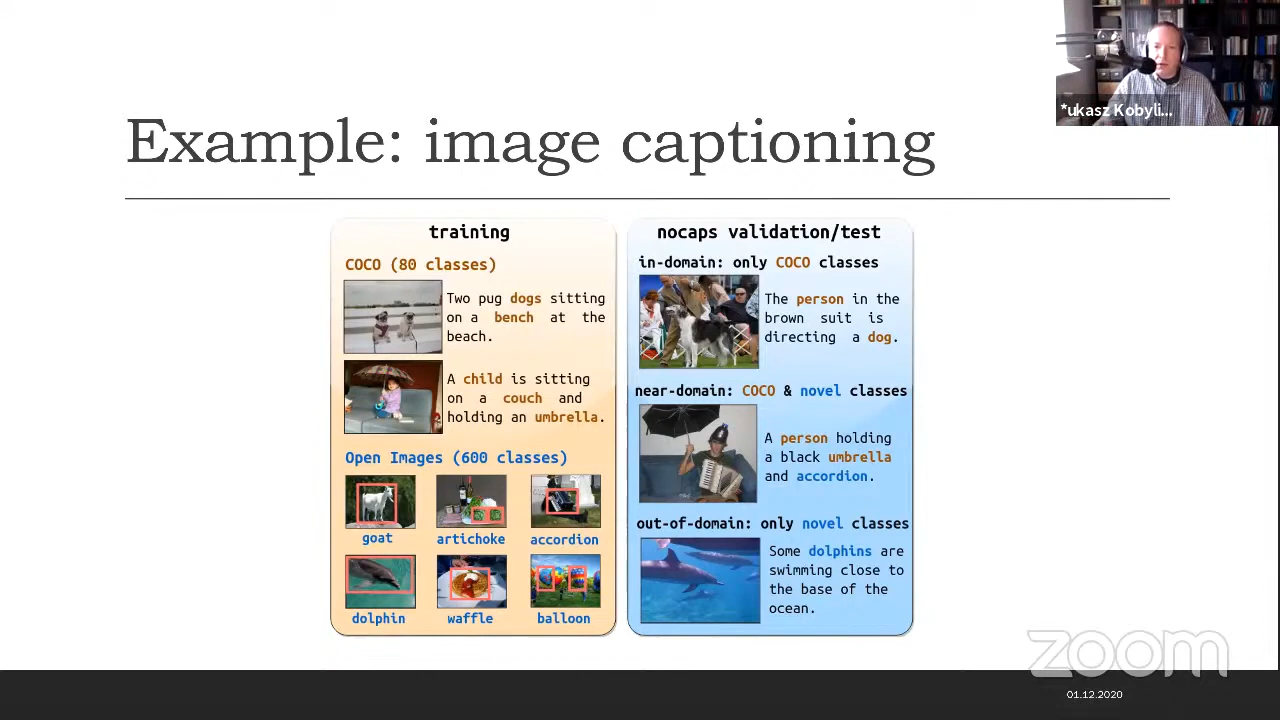 *ukasz Kobyli...
Example: image captioning
training
COCO (80 classes)
Two pug dogs sitting
on a bench at the
beach.
A child is sitting
on a couch and
holding an umbrella.
Open Images (600 classes)
goat
artichoke
accordion
dolphin
waffle
balloon
nocaps validation/test
in-domain: only COCO classes
The person in the
brown suit is
directing a dog.
near-domain: COCO & novel classes
A person holding
a black umbrella
and accordion.
out-of-domain: only novel classes
Some dolphins are
swimming close to
the base of the
ocean.
zoom
01.12.2020